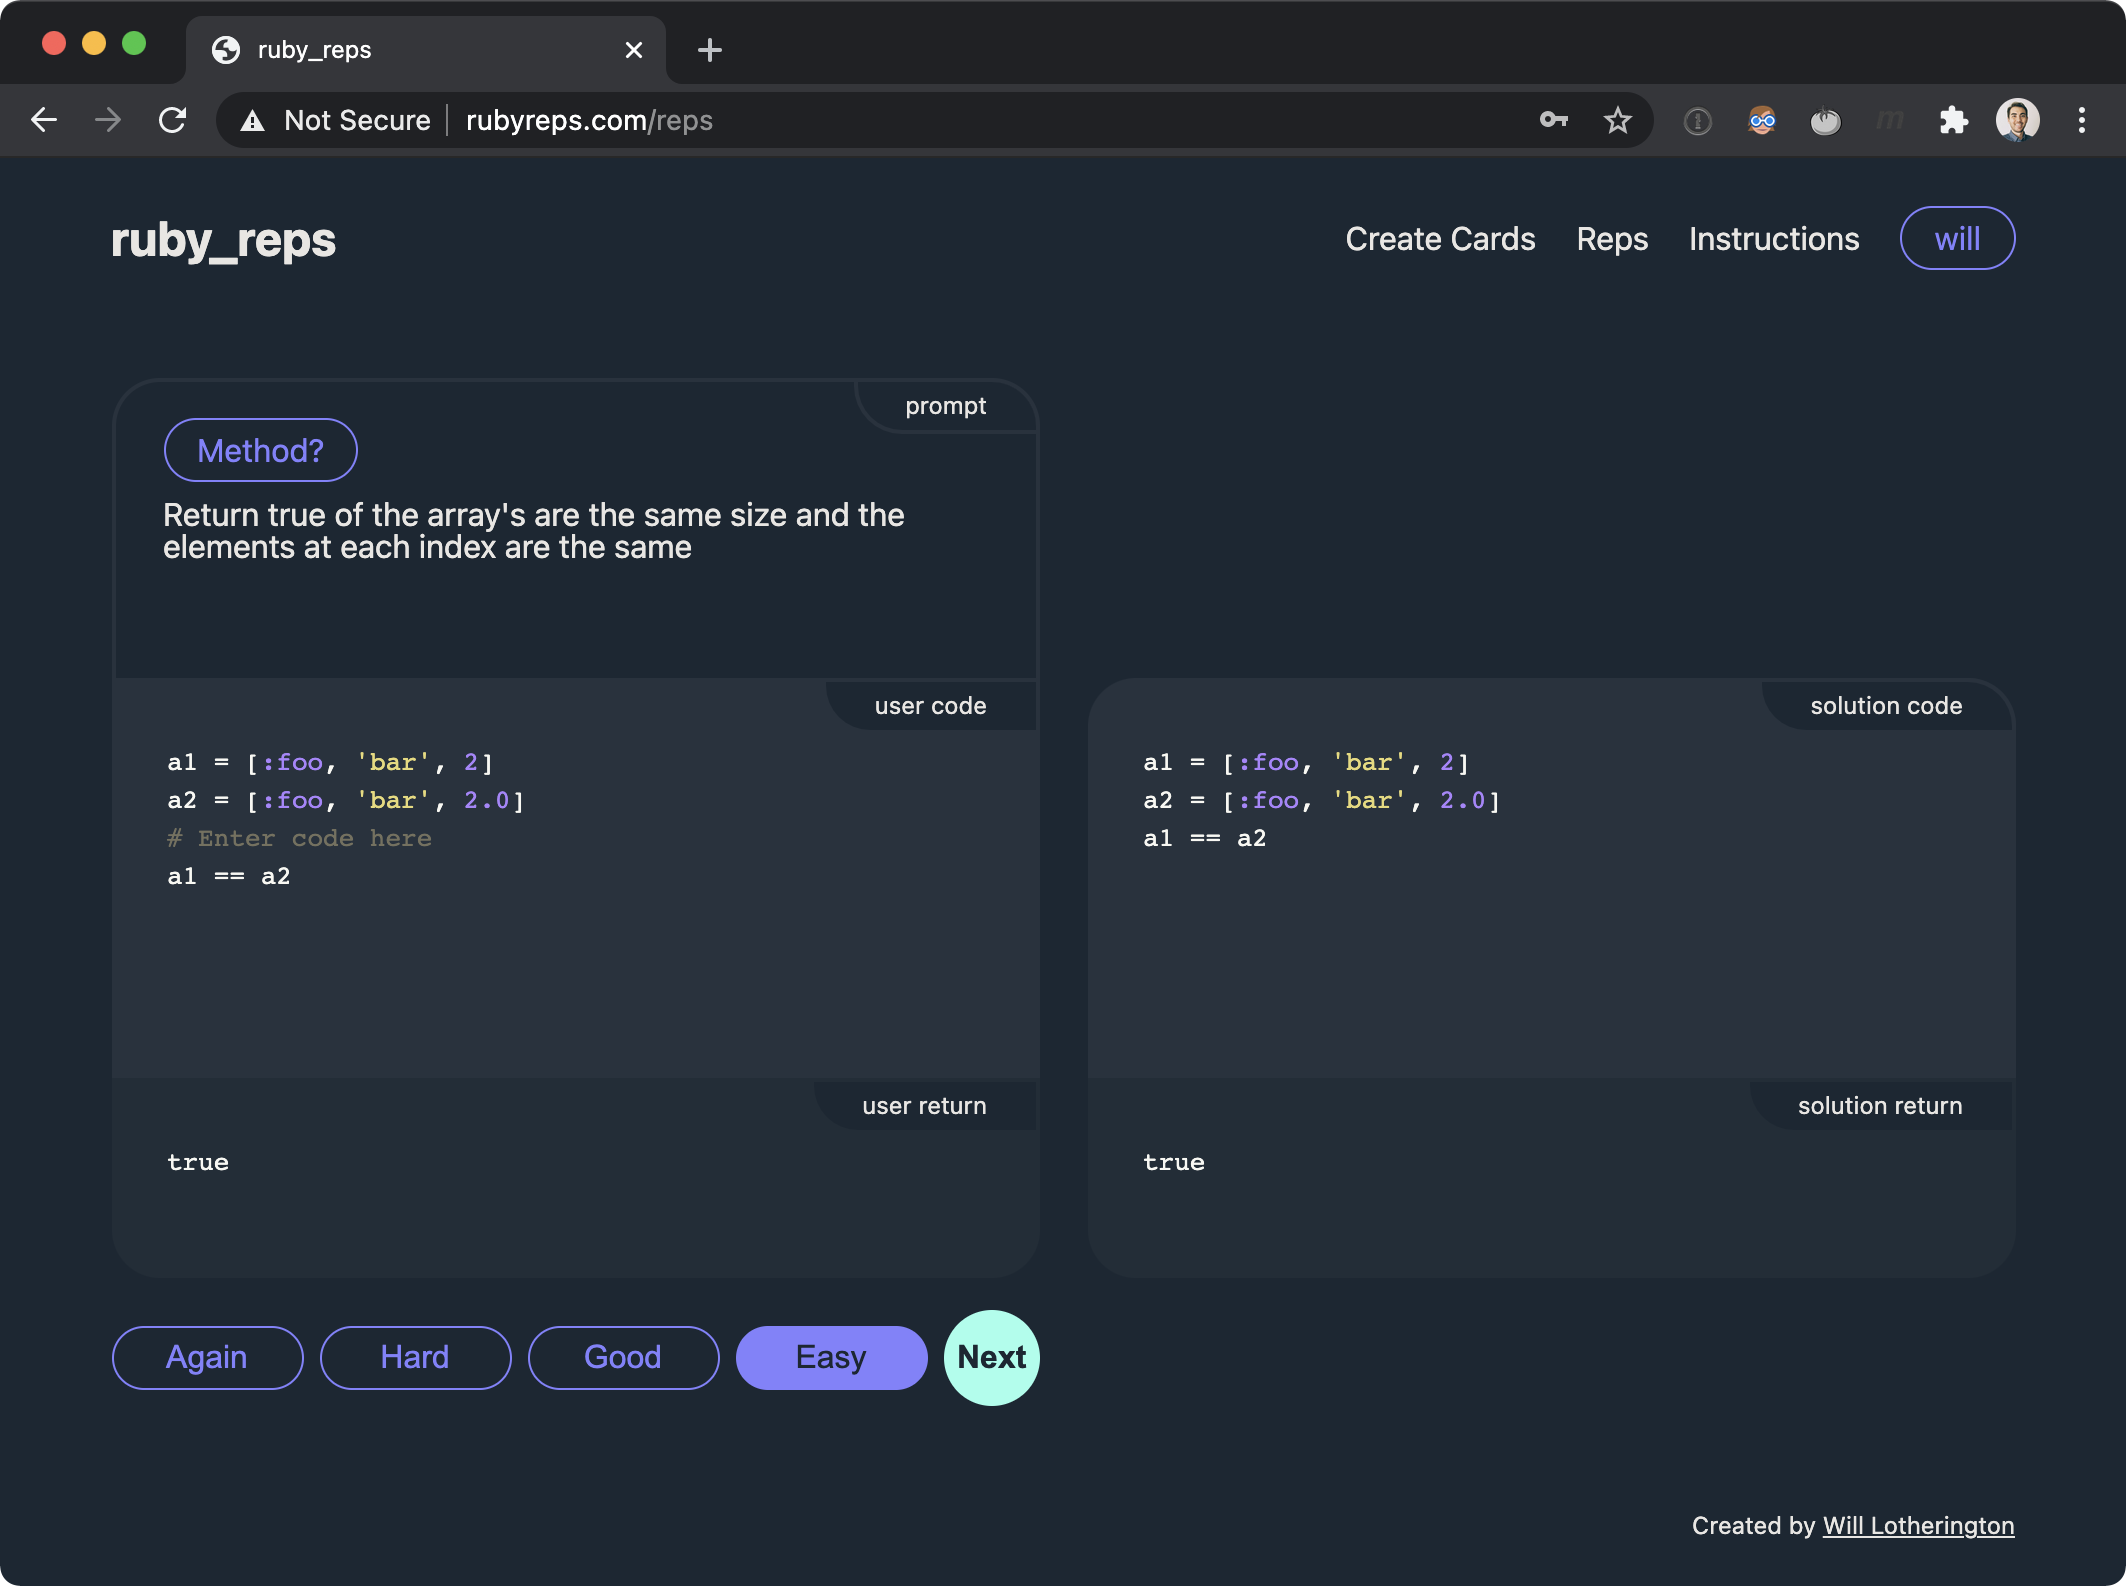 ruby_reps
Not Secure rubyreps.com/reps
ruby_reps
Create Cards Reps Instructions will
prompt
Method?
Return true of the array's are the same size and the
elements at each index are the same
user code
a1 = [:foo, 'bar', 2]
a2 = [:foo, 'bar', 2.0]
# Enter code here
a1 == a2
solution code
a1 = [:foo, 'bar', 2]
a2 = [:foo, 'bar', 2.0]
a1 == a2
user return
true
solution return
true
Again Hard Good Easy Next
Created by Will Lotherington